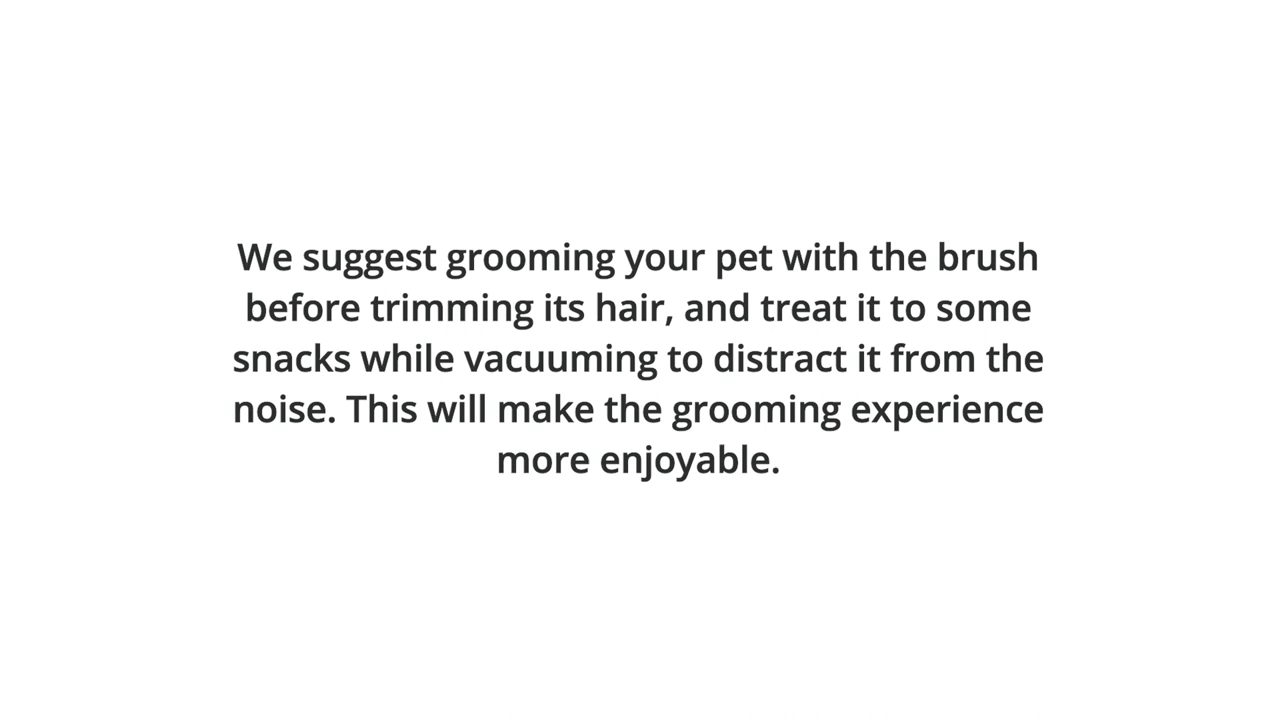 We suggest grooming your pet with the brush
before trimming its hair, and treat it to some
snacks while vacuuming to distract it from the
noise. This will make the grooming experience
more enjoyable.